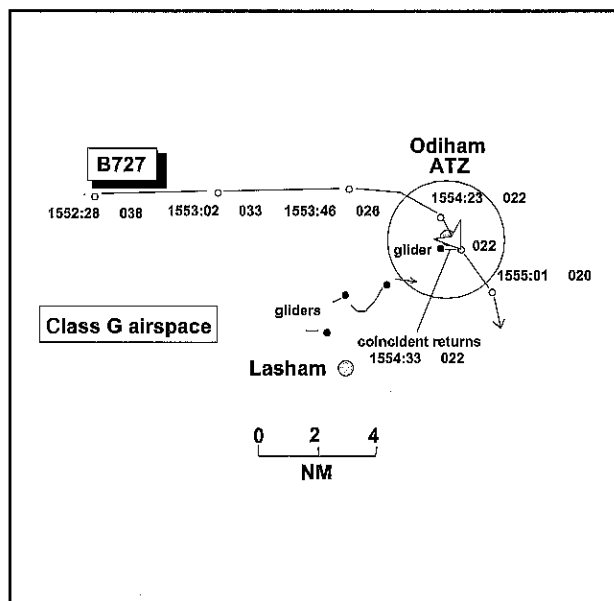 Odiham
ATZ
B727
1552:28 038
1553:02 033
1553:46 026
1554:23 022
glider
022
1555:01 020
gliders
Class G airspace
coincident returns
1554:33 022
Lasham
0 2 4
NM